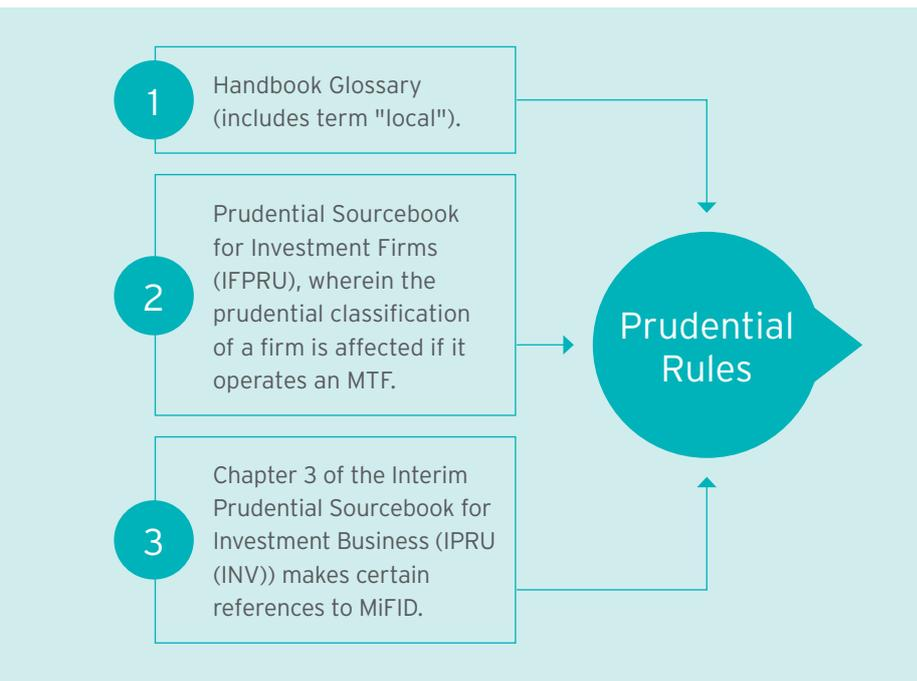 1
Handbook Glossary
(includes term "local").
2
Prudential Sourcebook
for Investment Firms
(IFPRU), wherein the
prudential classification
of a firm is affected if it
operates an MTF.
3
Chapter 3 of the Interim
Prudential Sourcebook for
Investment Business (IPRU
(INV)) makes certain
references to MiFID.
Prudential
Rules